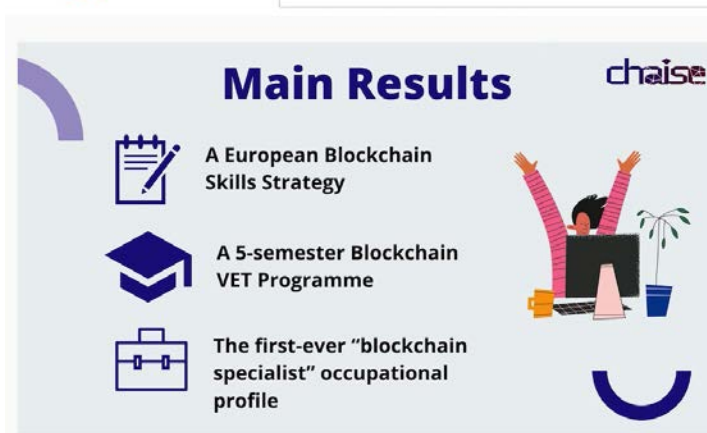 Main Results
chaise
A European Blockchain
Skills Strategy
A 5-semester Blockchain
VET Programme
The first-ever “blockchain
specialist” occupational
profile